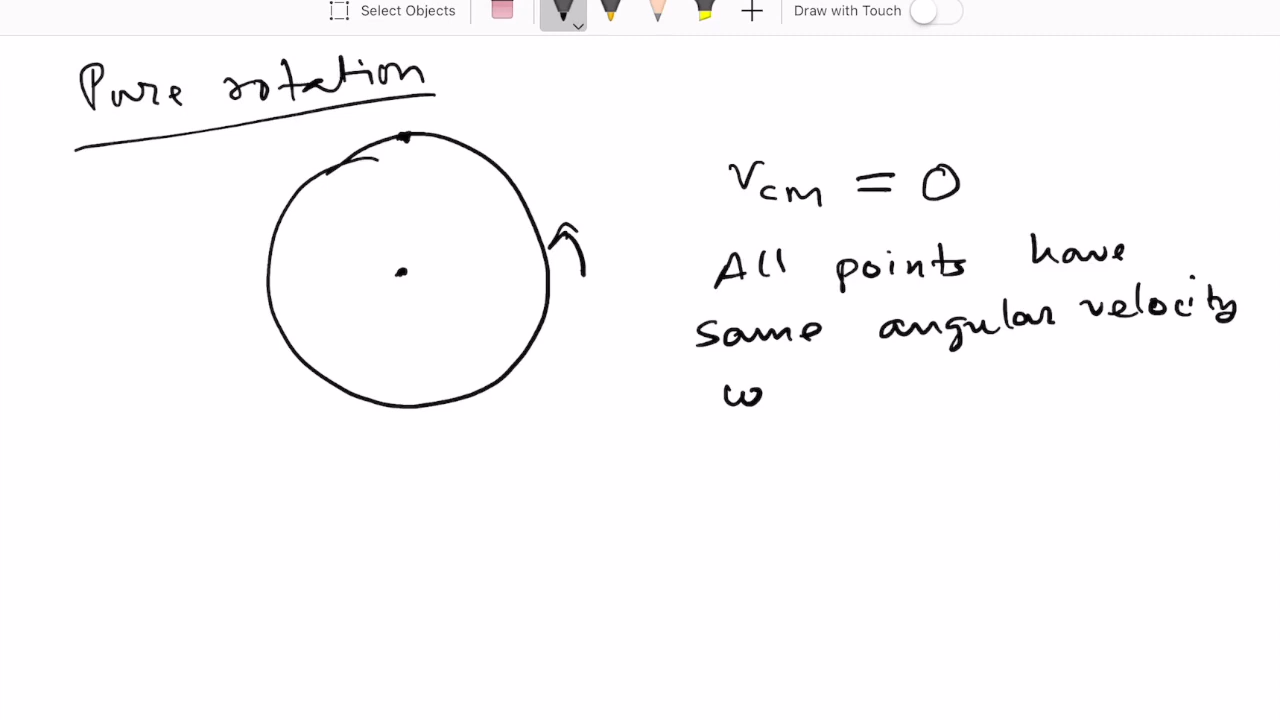 Select Objects
Draw with Touch
Pure rotation
Vcm = 0
All points have
same angular velocity
ω